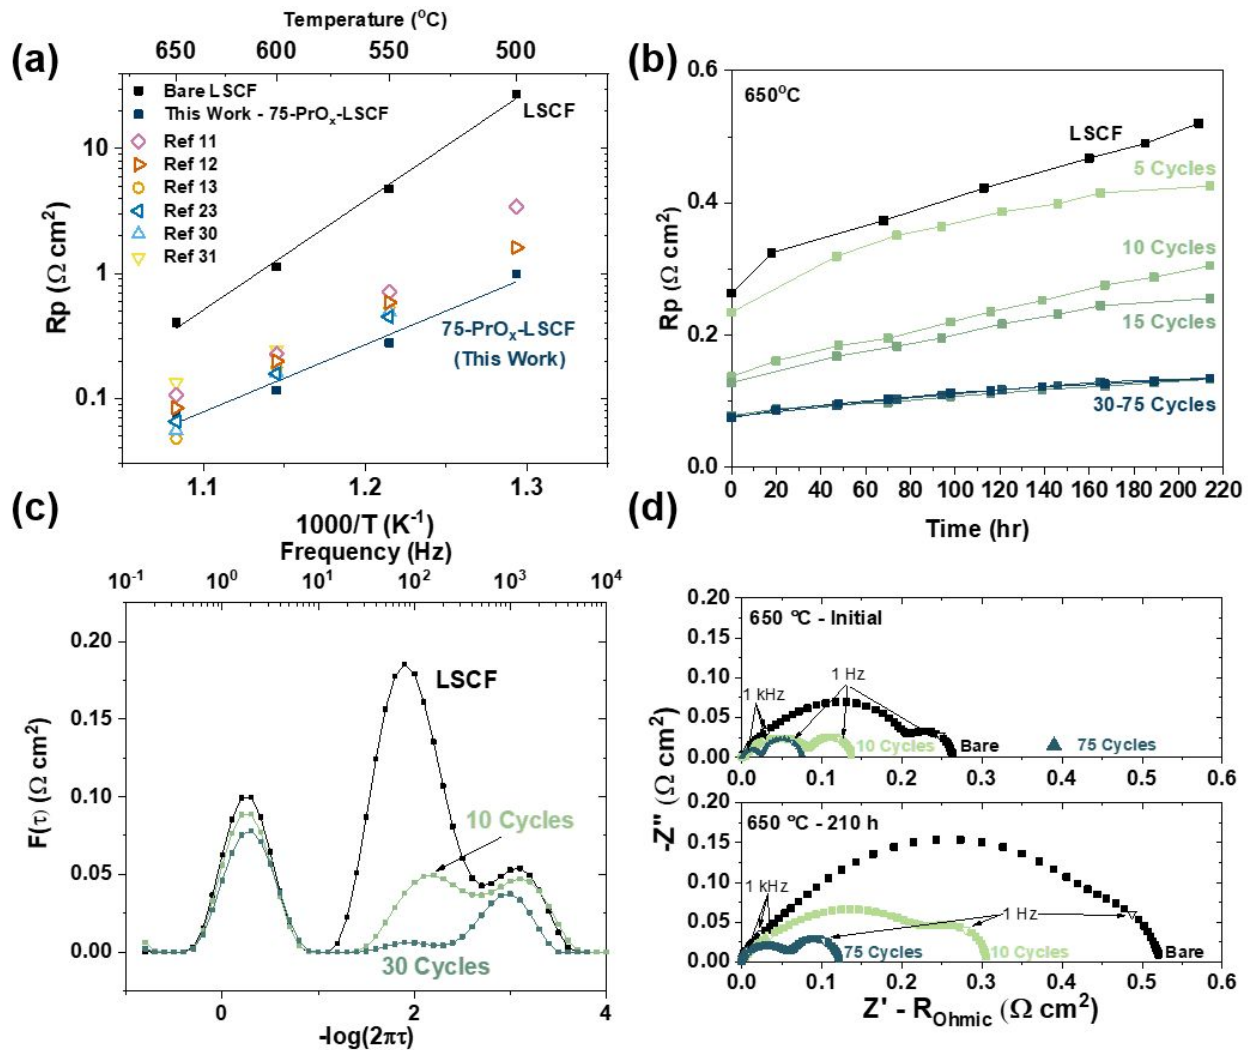 (a)
Temperature (°C)
650 600 550 500
Bare LSCF
This Work - 75-PrOₓ-LSCF
Ref 11
Ref 12
Ref 13
Ref 23
Ref 30
Ref 31
LSCF
75-PrOₓ-LSCF
(This Work)
10
1
0.1
Rp (Ω cm²)
1.1 1.2 1.3
1000/T (K⁻¹)
(b)
650°C
LSCF
5 Cycles
10 Cycles
15 Cycles
30-75 Cycles
0.6
0.4
0.2
0.0
Rp (Ω cm²)
0 20 40 60 80 100 120 140 160 180 200 220
Time (hr)
(c)
Frequency (Hz)
10⁻¹ 10⁰ 10¹ 10² 10³ 10⁴
LSCF
10 Cycles
30 Cycles
0.20
0.15
0.10
0.05
0.00
F(τ) (Ω cm²)
0 2 4
-log(2πτ)
(d)
650 °C - Initial
1 kHz
1 Hz
10 Cycles
Bare
75 Cycles
0.20
0.15
0.10
0.05
0.00
0.0 0.1 0.2 0.3 0.4 0.5 0.6
-Z" (Ω cm²)
650 °C - 210 h
1 kHz
1 Hz
75 Cycles
10 Cycles
Bare
0.20
0.15
0.10
0.05
0.00
0.0 0.1 0.2 0.3 0.4 0.5 0.6
Z' - R_Ohmic (Ω cm²)